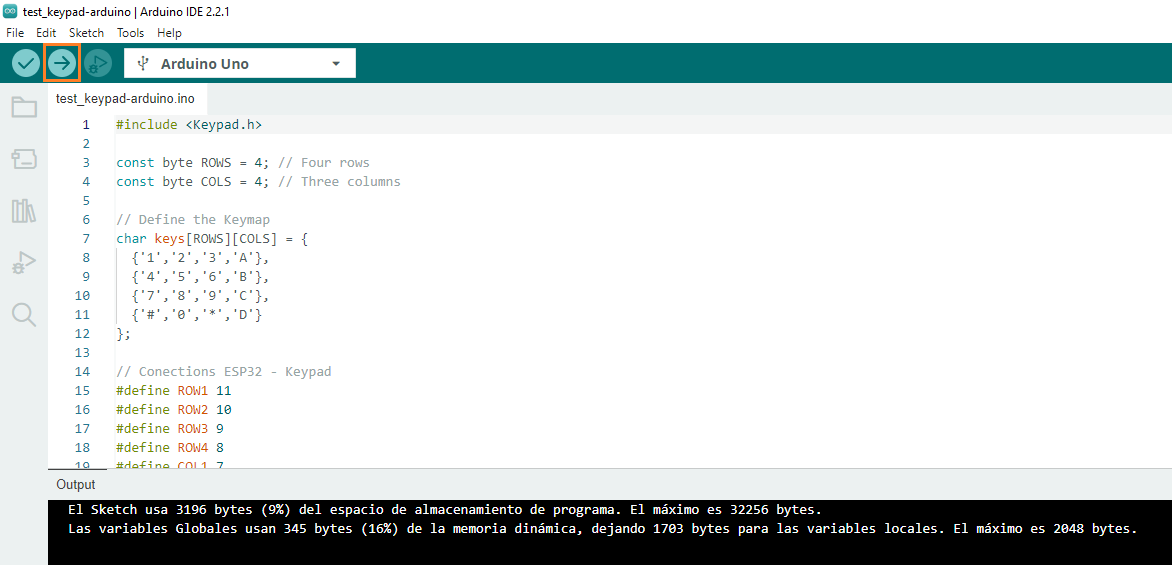 test_keypad-arduino | Arduino IDE 2.2.1
File Edit Sketch Tools Help
Arduino Uno
test_keypad-arduino.ino
1 #include <Keypad.h>
2
3 const byte ROWS = 4; // Four rows
4 const byte COLS = 4; // Three columns
5
6 // Define the Keymap
7 char keys[ROWS][COLS] = {
8 {'1','2','3','A'},
9 {'4','5','6','B'},
10 {'7','8','9','C'},
11 {'#','0','*','D'}
12 };
13
14 // Conections ESP32 - Keypad
15 #define ROW1 11
16 #define ROW2 10
17 #define ROW3 9
18 #define ROW4 8
19 #define COL1 7
Output
El Sketch usa 3196 bytes (9%) del espacio de almacenamiento de programa. El máximo es 32256 bytes.
Las variables Globales usan 345 bytes (16%) de la memoria dinámica, dejando 1703 bytes para las variables locales. El máximo es 2048 bytes.